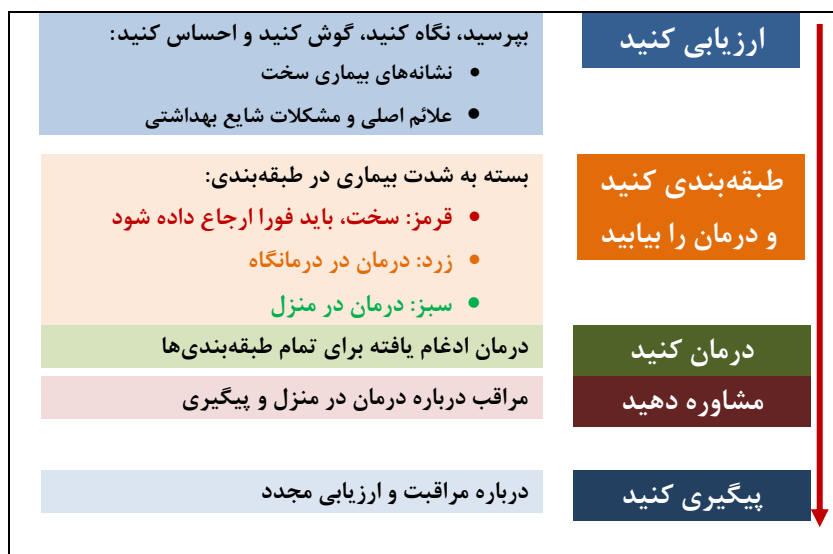 ارزیابی کنید
بپرسید، نگاه کنید، گوش کنید و احساس کنید:
• نشانه‌های بیماری سخت
• علائم اصلی و مشکلات شایع بهداشتی
طبقه‌بندی کنید
و درمان را بیابید
بسته به شدت بیماری در طبقه‌بندی:
• قرمز: سخت، باید فورا ارجاع داده شود
• زرد: درمان در درمانگاه
• سبز: درمان در منزل
درمان کنید
درمان ادغام یافته برای تمام طبقه‌بندی‌ها
مشاوره دهید
مراقب درباره درمان در منزل و پیگیری
پیگیری کنید
درباره مراقبت و ارزیابی مجدد